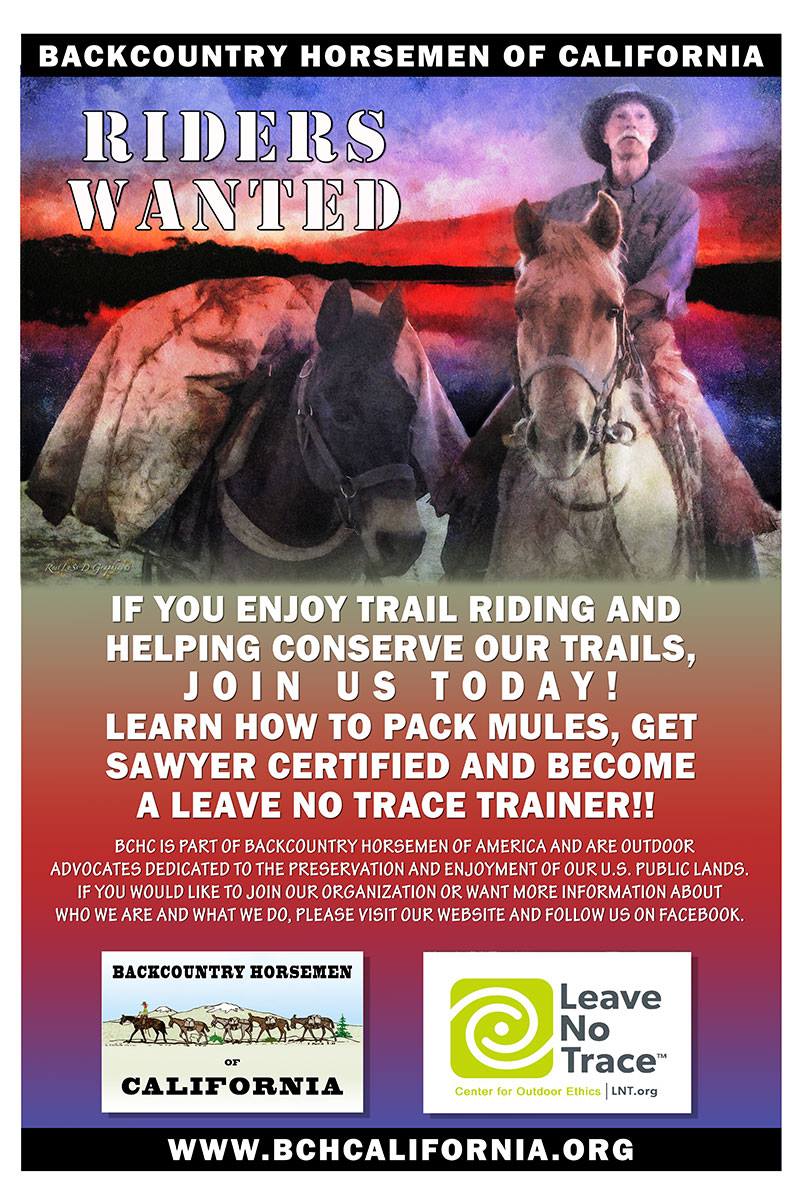 BACKCOUNTRY HORSEMEN OF CALIFORNIA
RIDERS
WANTED
IF YOU ENJOY TRAIL RIDING AND
HELPING CONSERVE OUR TRAILS,
JOIN US TODAY!
LEARN HOW TO PACK MULES, GET
SAWYER CERTIFIED AND BECOME
A LEAVE NO TRACE TRAINER!!
BCHC IS PART OF BACKCOUNTRY HORSEMEN OF AMERICA AND ARE OUTDOOR
ADVOCATES DEDICATED TO THE PRESERVATION AND ENJOYMENT OF OUR U.S. PUBLIC LANDS.
IF YOU WOULD LIKE TO JOIN OUR ORGANIZATION OR WANT MORE INFORMATION ABOUT
WHO WE ARE AND WHAT WE DO, PLEASE VISIT OUR WEBSITE AND FOLLOW US ON FACEBOOK.
BACKCOUNTRY HORSEMEN
OF
CALIFORNIA
Leave
No
Trace™
Center for Outdoor Ethics | LNT.org
WWW.BCHCALIFORNIA.ORG